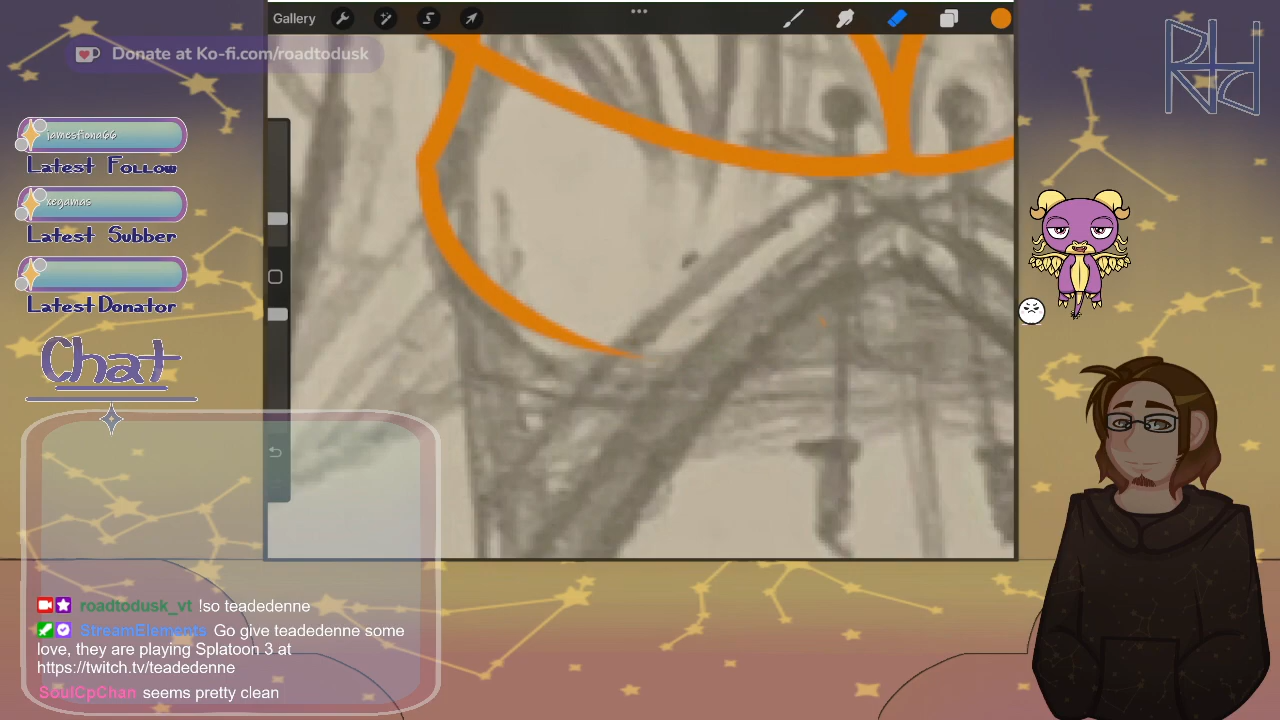 Gallery
Donate at Ko-fi.com/roadtodusk
jamesfiona66
Latest Follow
xegamas
Latest Subber
Latest Donator
Chat
roadtodusk_vt !so teadedenne
StreamElements Go give teadedenne some
love, they are playing Splatoon 3 at
https://twitch.tv/teadedenne
SoulCpChan seems pretty clean